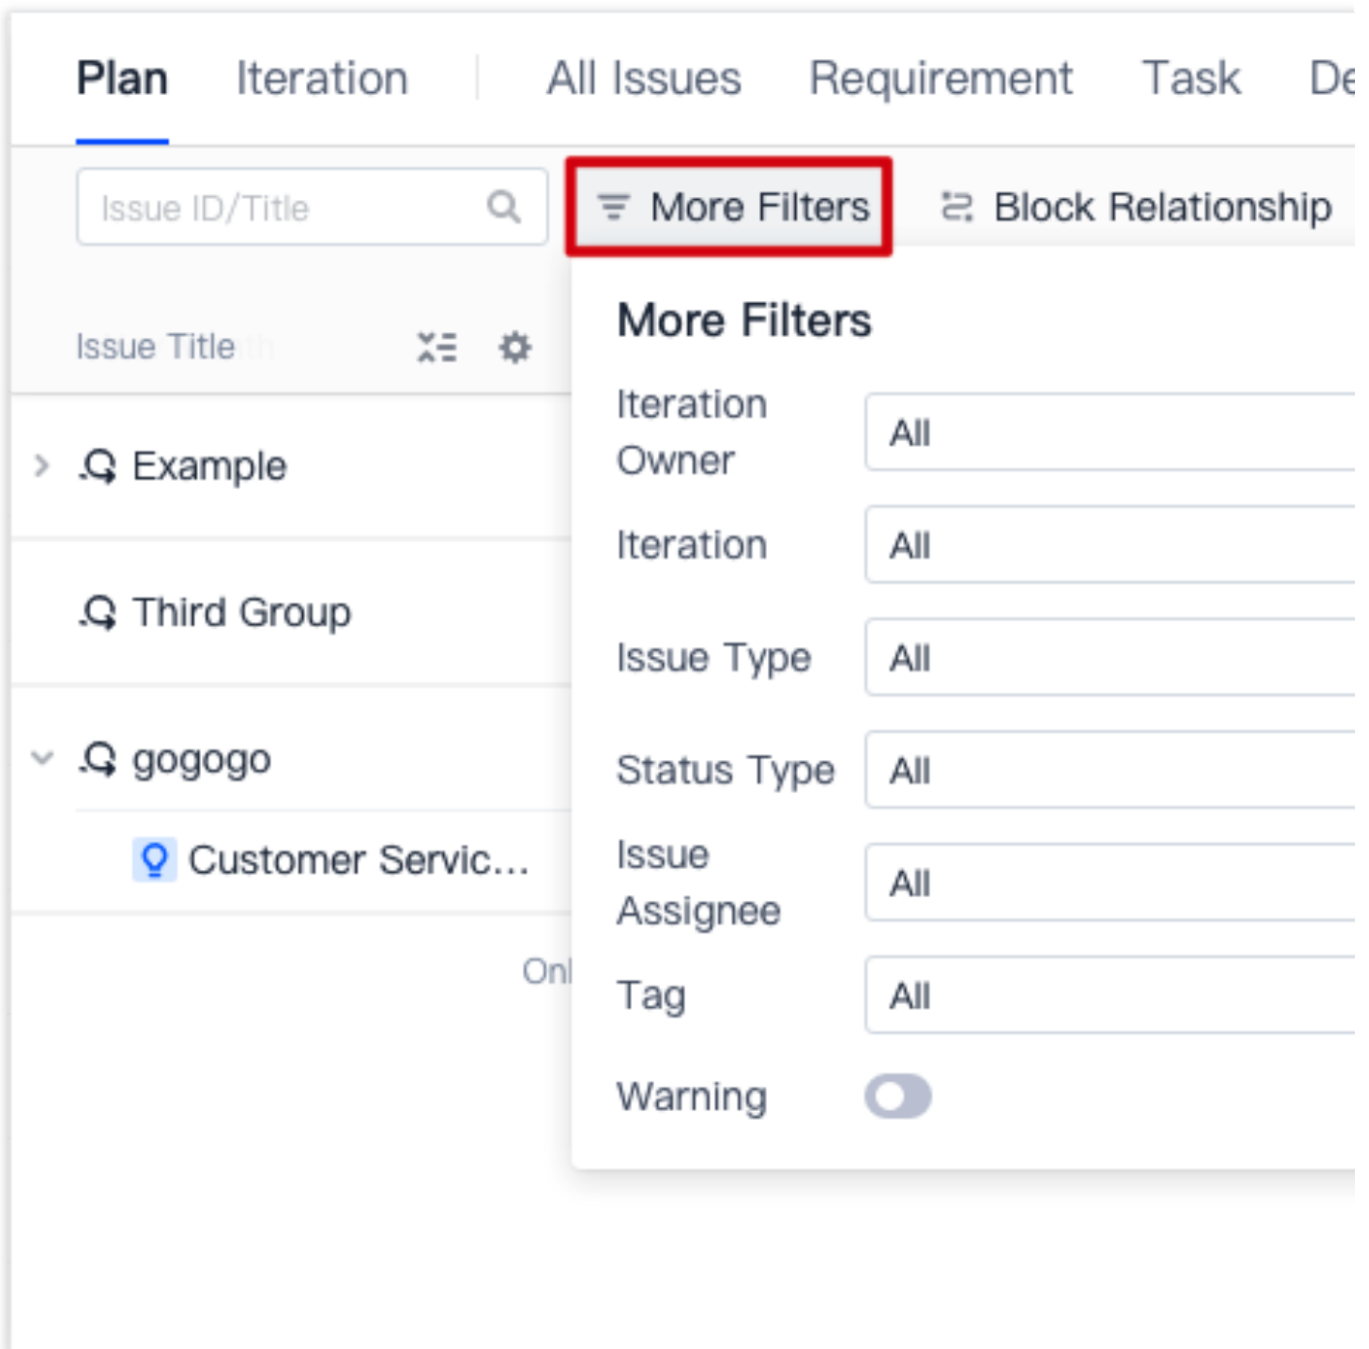 Plan Iteration All Issues Requirement Task De
Issue ID/Title More Filters Block Relationship
Issue Title
Example
Third Group
gogogo
Customer Servic...
Onl
More Filters
Iteration
Owner
All
Iteration All
Issue Type All
Status Type All
Issue
Assignee
All
Tag All
Warning